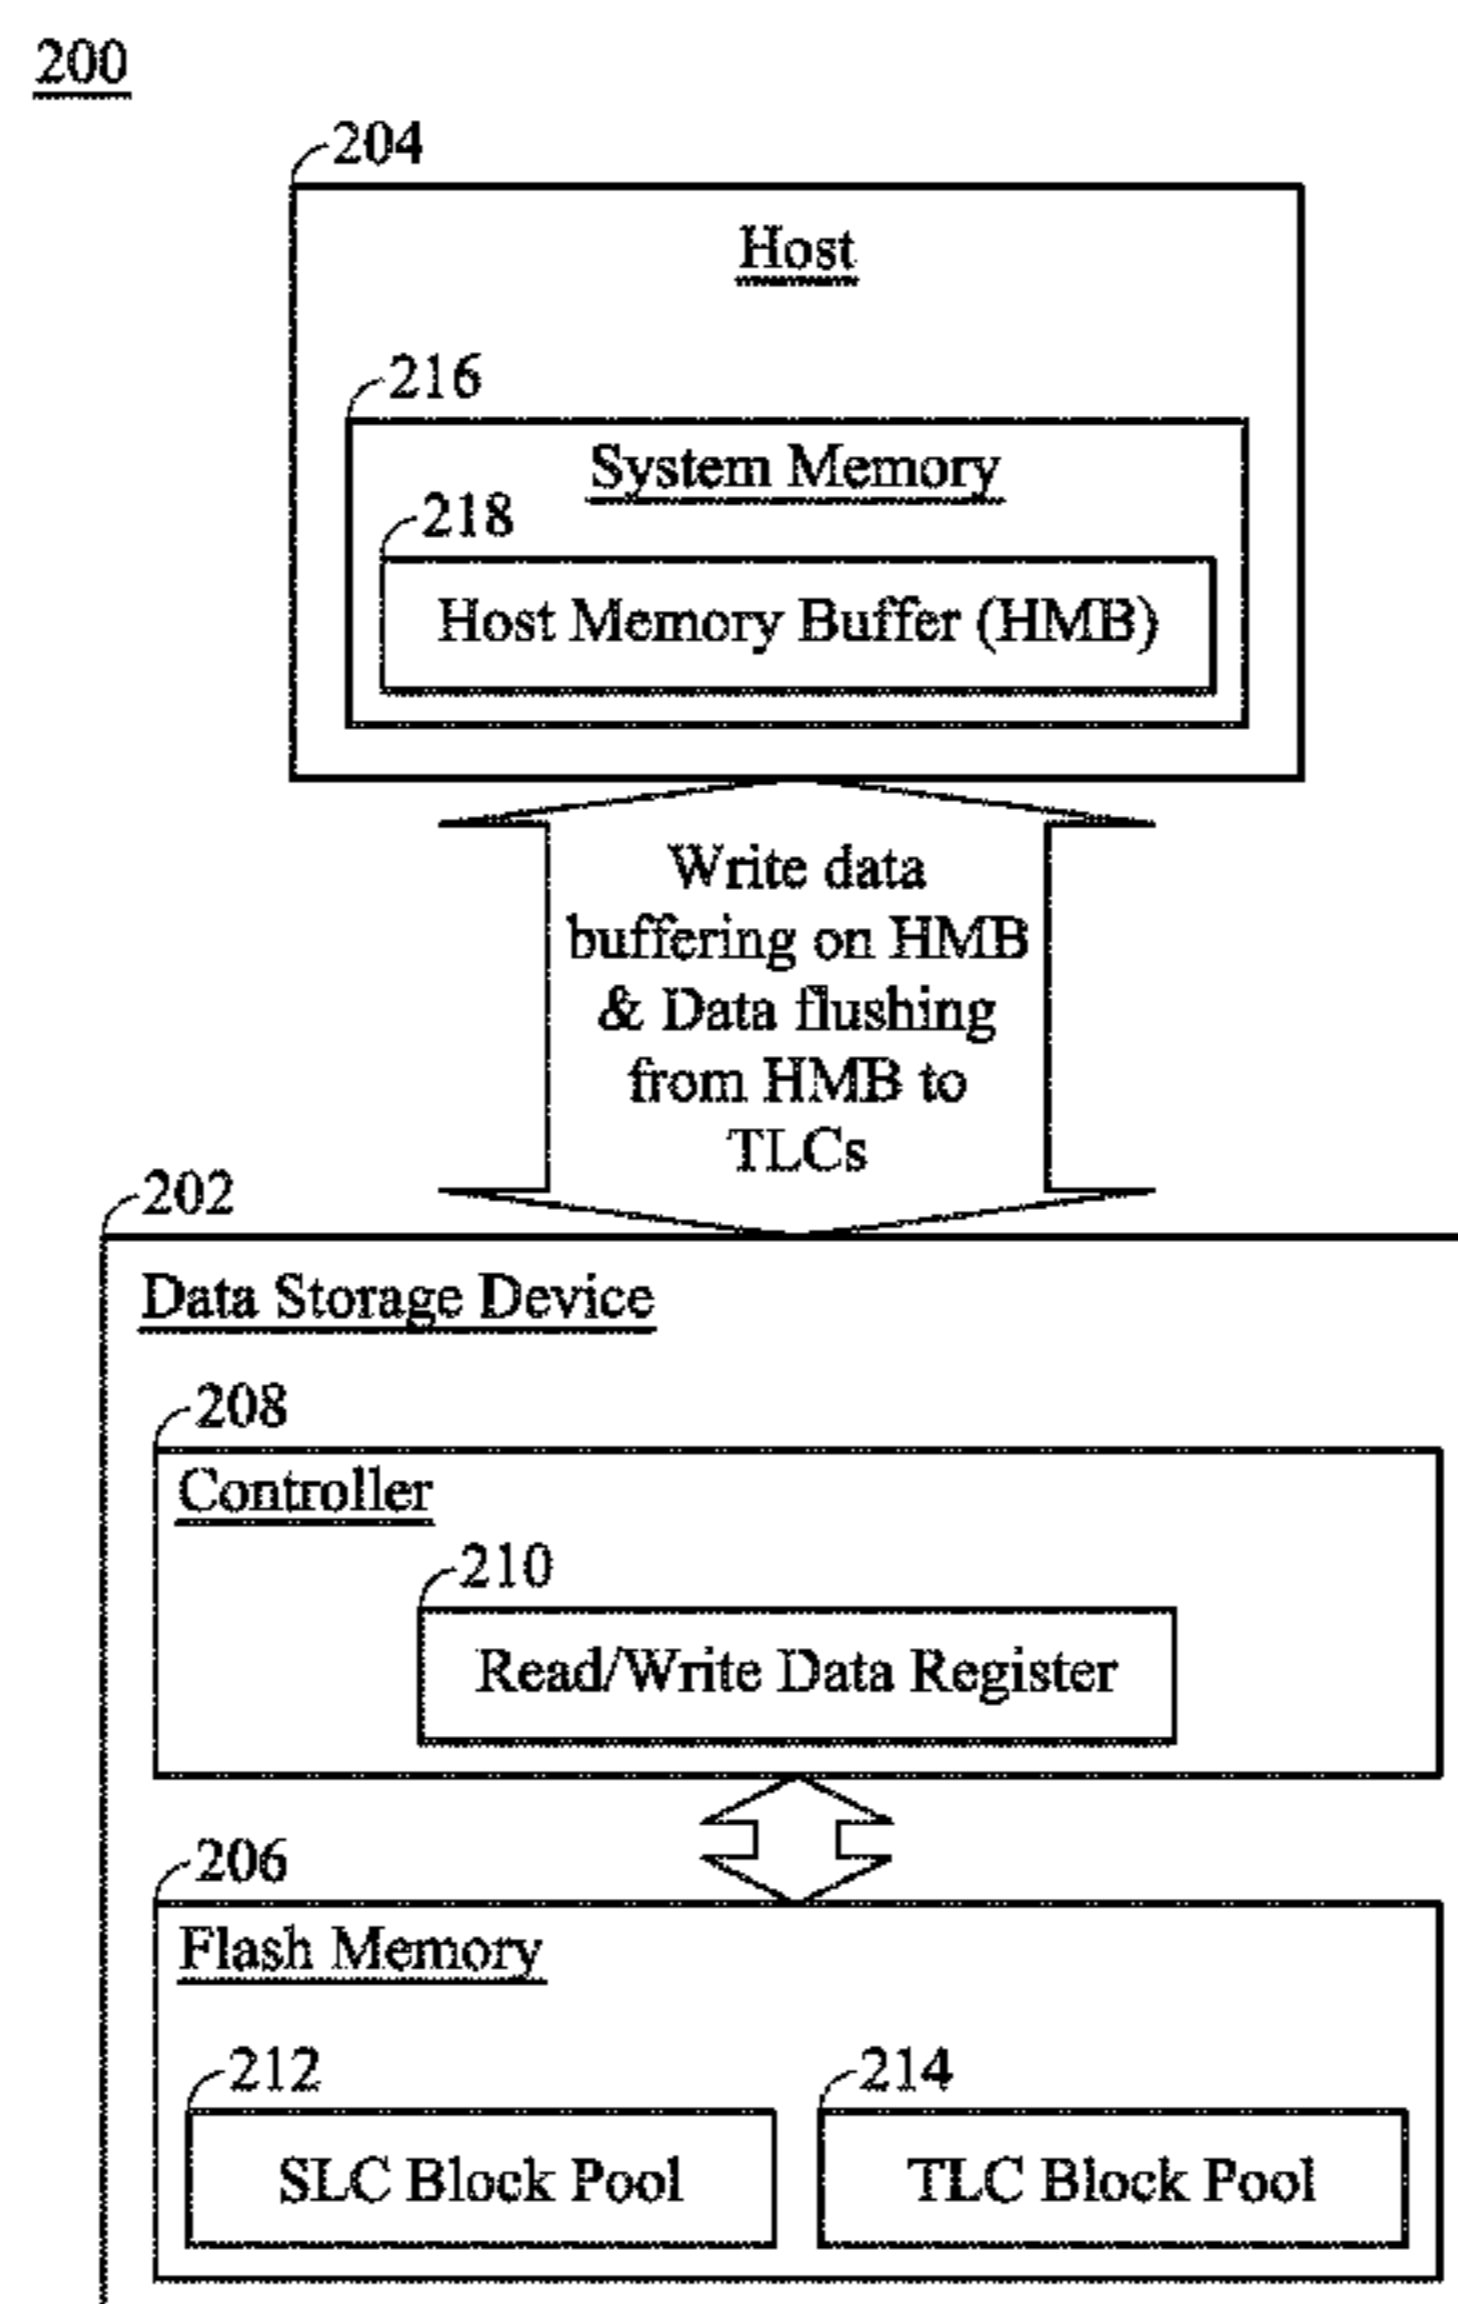 200
204
Host
216
System Memory
218
Host Memory Buffer (HMB)
Write data
buffering on HMB
& Data flushing
from HMB to
TLCs
202
Data Storage Device
208
Controller
210
Read/Write Data Register
206
Flash Memory
212
214
SLC Block Pool
TLC Block Pool